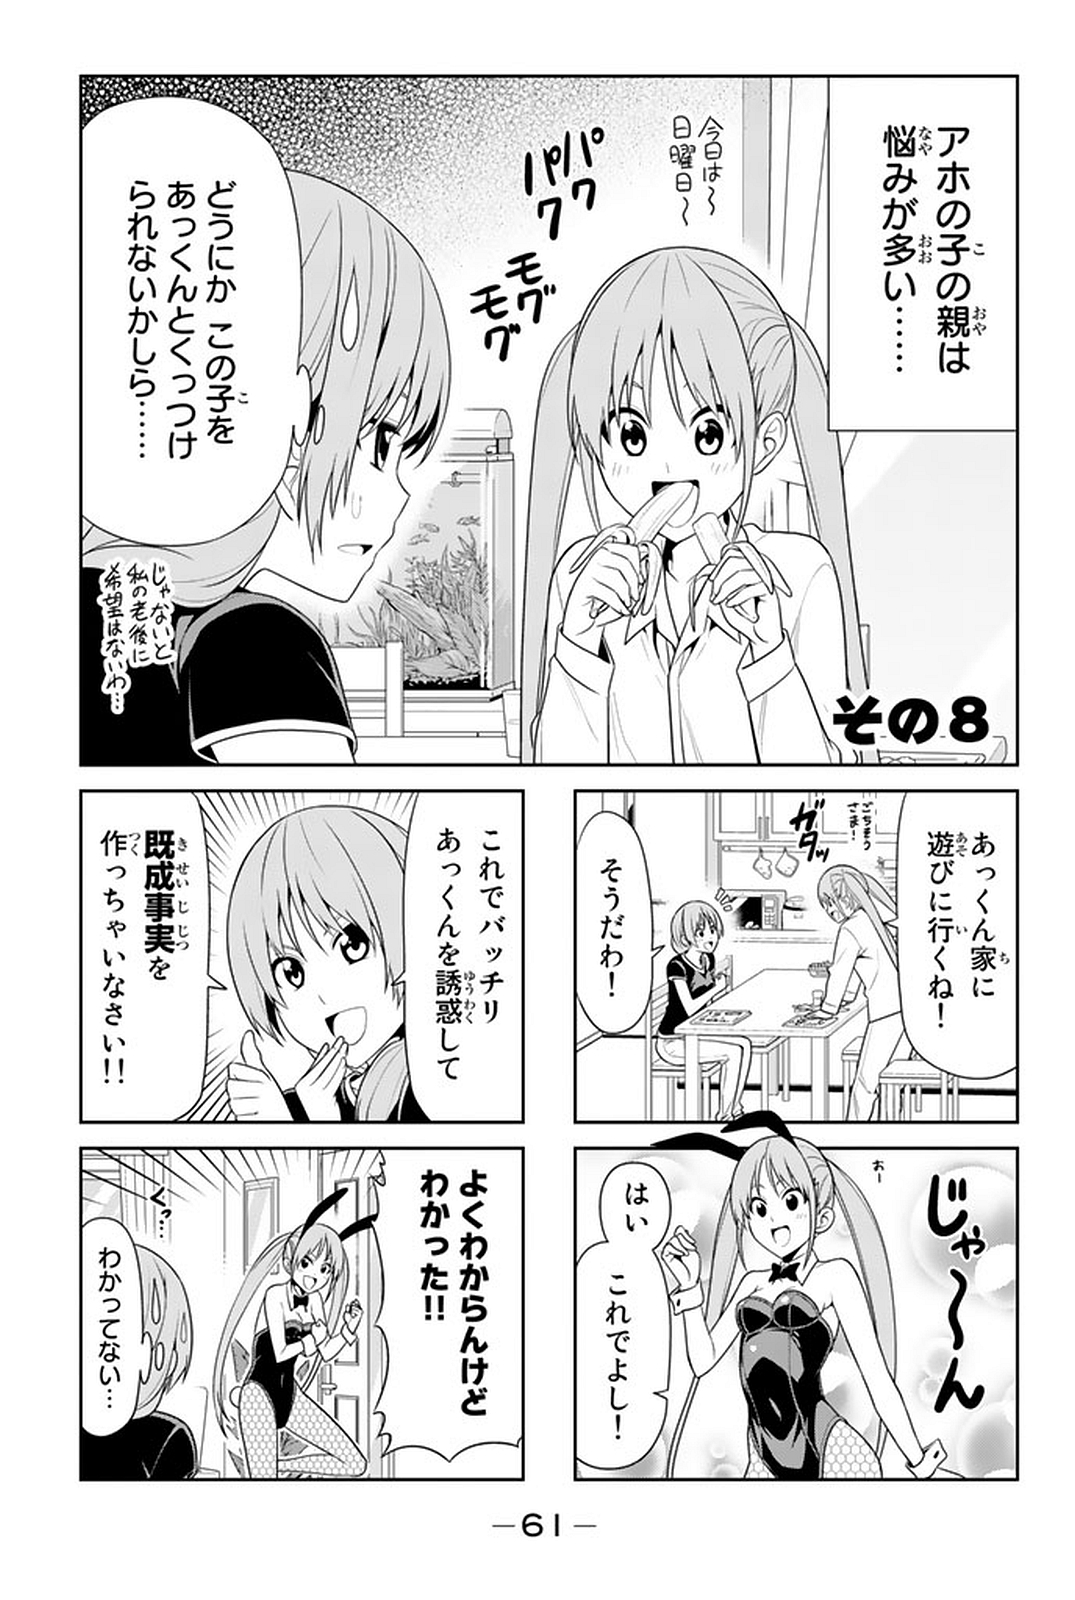 アホの子の親は
悩みが多い……
今日は〜
日曜日〜
パクパク
モグモグ
どうにか この子を
あっくんとくっつけ
られないかしら……
じゃないと
私の老後に
希望はないわ…
その8
あっくん家に
遊びに行くね！
ごちそう
さま！
ガタッ
そうだわ！
これでバッチリ
あっくんを誘惑して
既成事実を
作っちゃいなさい!!
じゃ〜〜ん
おー
はい
これでよし！
よくわからんけど
わかった!!
くっ…
わかってない…
—61—